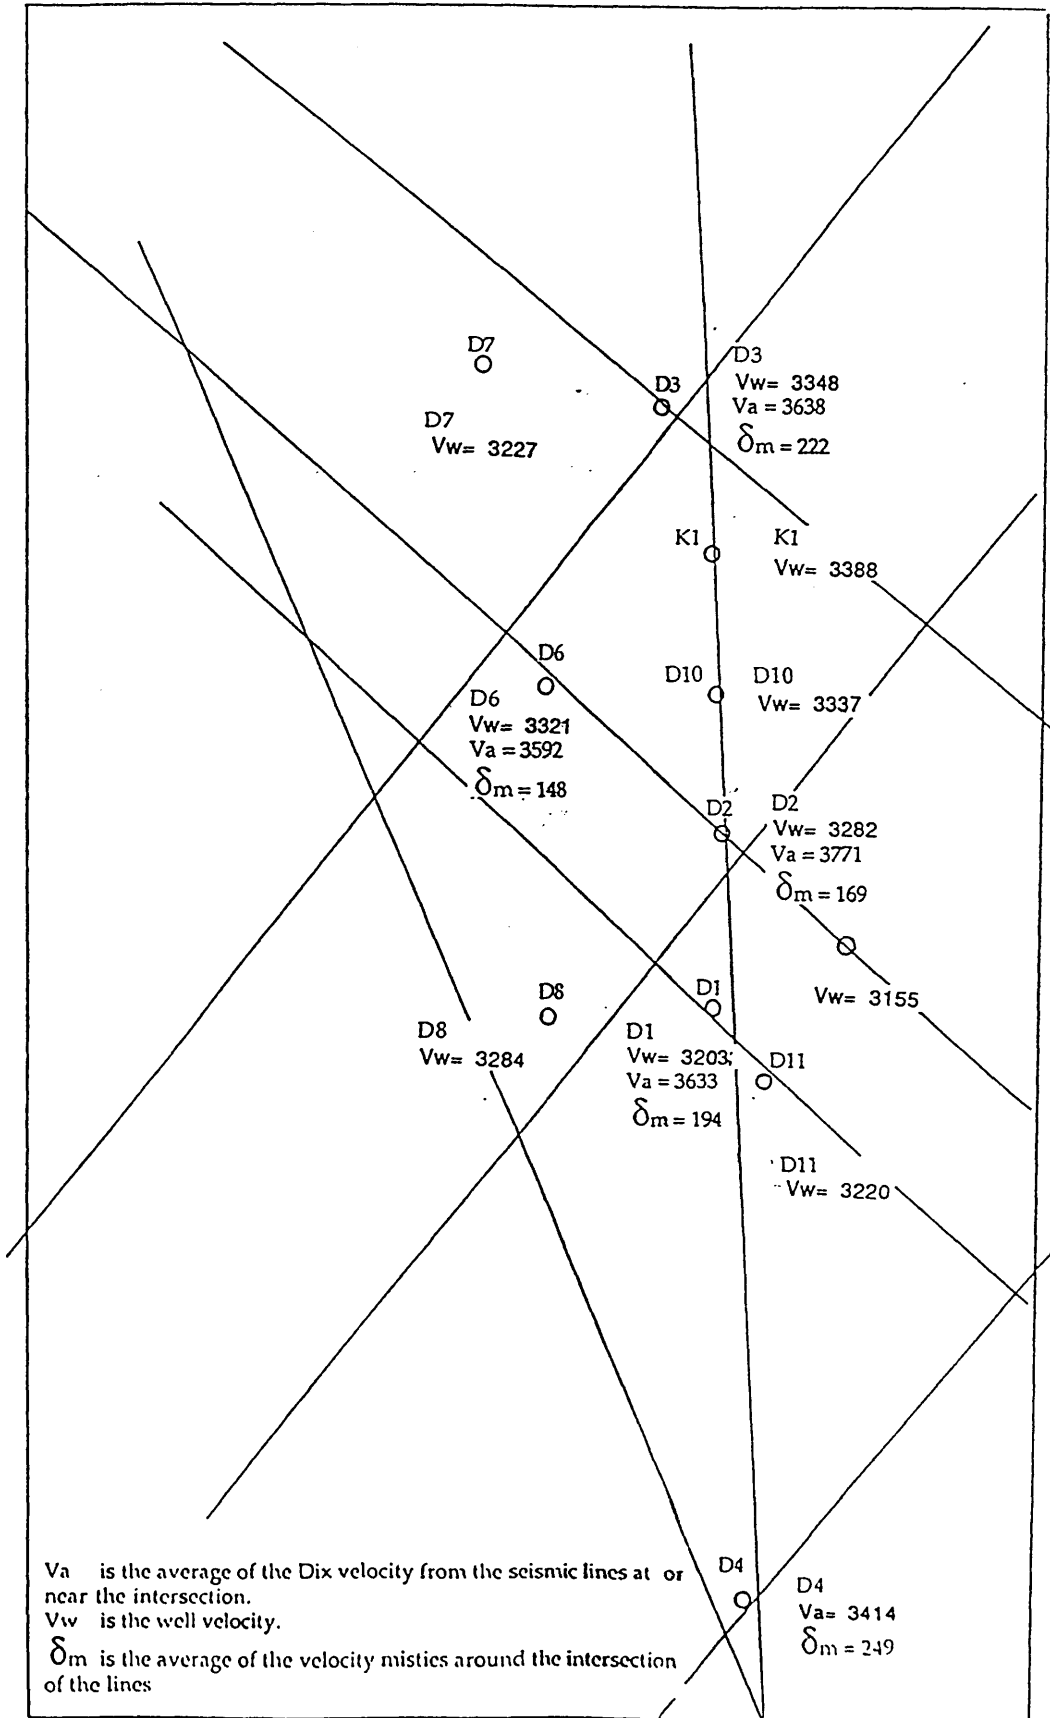 D7
D3
D3
Vw= 3348
Va = 3638
δm = 222
D7
Vw= 3227
K1
K1
Vw= 3388
D6
D10
D10
Vw= 3337
D6
Vw= 3321
Va = 3592
δm = 148
D2
D2
Vw= 3282
Va = 3771
δm = 169
Vw= 3155
D8
D1
D8
Vw= 3284
D1
Vw= 3203
Va = 3633
δm = 194
D11
D11
Vw= 3220
D4
D4
Va= 3414
δm = 249
Va is the average of the Dix velocity from the seismic lines at or
near the intersection.
Vw is the well velocity.
δm is the average of the velocity misties around the intersection
of the lines